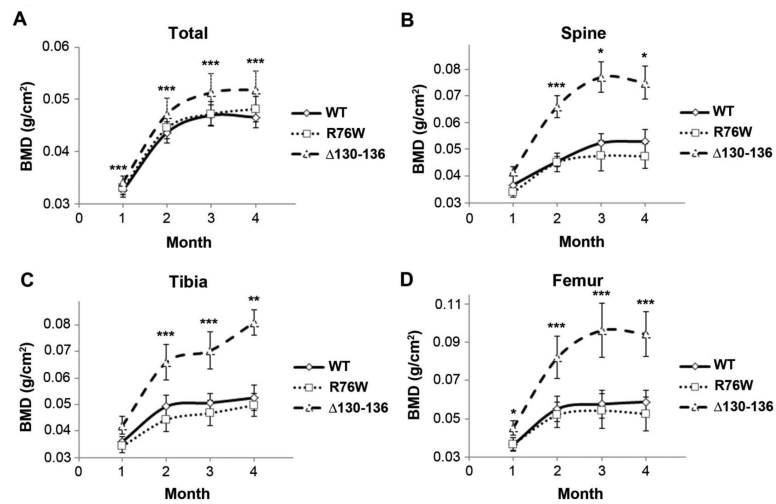 A
Total
0.06
0.05
0.04
0.03
BMD (g/cm²)
***
***
***
***
0
1
2
3
4
Month
WT
R76W
Δ130-136
B
Spine
0.08
0.07
0.06
0.05
0.04
0.03
BMD (g/cm²)
***
*
*
0
1
2
3
4
Month
WT
R76W
Δ130-136
C
Tibia
0.08
0.07
0.06
0.05
0.04
0.03
BMD (g/cm²)
***
***
**
0
1
2
3
4
Month
WT
R76W
Δ130-136
D
Femur
0.11
0.09
0.07
0.05
0.03
BMD (g/cm²)
*
***
***
***
0
1
2
3
4
Month
WT
R76W
Δ130-136